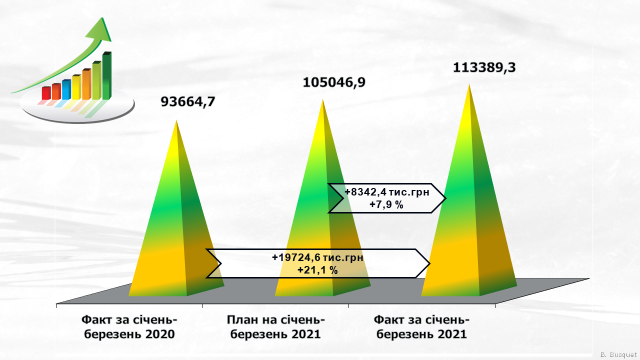 93664,7
105046,9
113389,3
+8342,4 тис.грн
+7,9 %
+19724,6 тис.грн
+21,1 %
Факт за січень-
березень 2020
План на січень-
березень 2021
Факт за січень-
березень 2021
B. Busquet